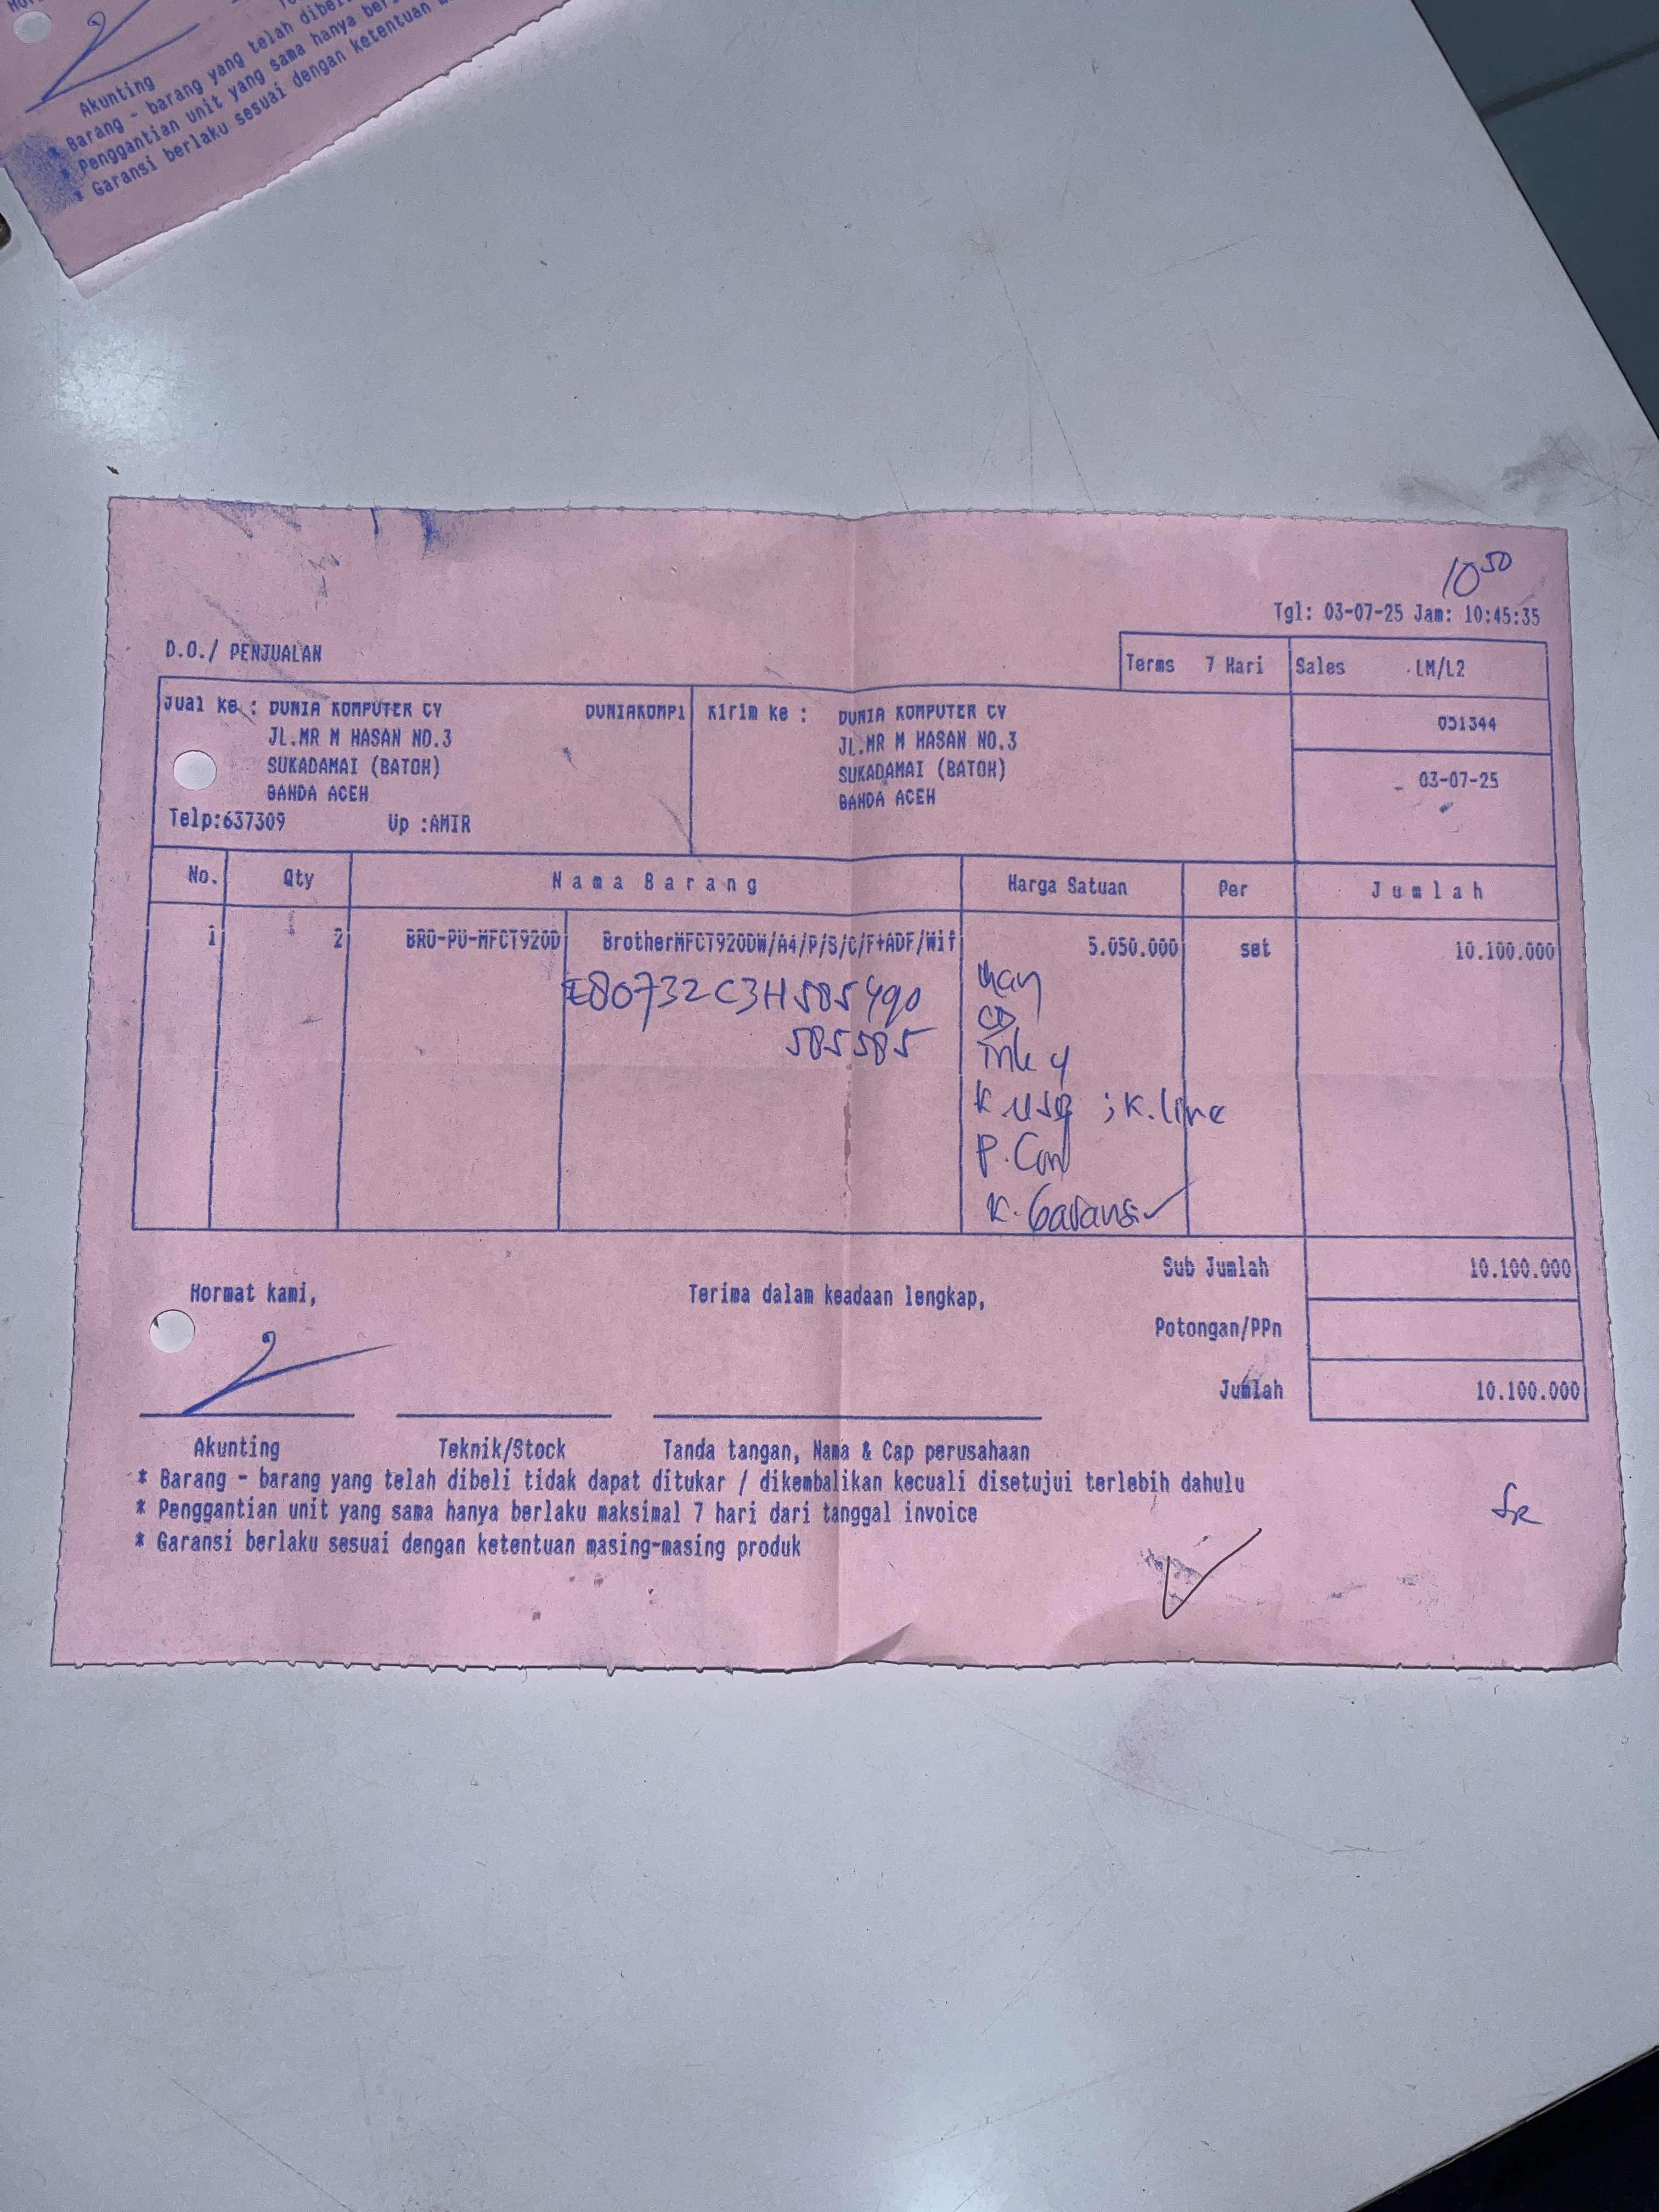 Akunting
* Barang - barang yang telah dibel
* Penggantian unit yang sama hanya ber
* Garansi berlaku sesuai dengan ketentuan
10 50
Tgl: 03-07-25 Jam: 10:45:35
D.O./ PENJUALAN
Terms 7 Hari Sales LM/L2
Jual Ke : DUNIA KOMPUTER CV DUNIAKOMP1 Kirim Ke : DUNIA KOMPUTER CV
051344
JL.MR M HASAN NO.3 JL.MR M HASAN NO.3
SUKADAMAI (BATOH) SUKADAMAI (BATOH)
03-07-25
BANDA ACEH BANDA ACEH
Telp:637309 Up :AMIR
No. Qty Nama Barang Harga Satuan Per Jumlah
1 2 BRO-PU-MFCT920D BrotherMFCT920DW/A4/P/S/C/F+ADF/Wif 5.050.000 set 10.100.000
E80732C3H585490
585585
CD
ink 4
K USB ; K.line
P.Con
K. Garansi
Sub Jumlah 10.100.000
Hormat kami, Terima dalam keadaan lengkap,
Potongan/PPn
Jumlah 10.100.000
Akunting Teknik/Stock Tanda tangan, Nama & Cap perusahaan
* Barang - barang yang telah dibeli tidak dapat ditukar / dikembalikan kecuali disetujui terlebih dahulu
* Penggantian unit yang sama hanya berlaku maksimal 7 hari dari tanggal invoice
* Garansi berlaku sesuai dengan ketentuan masing-masing produk